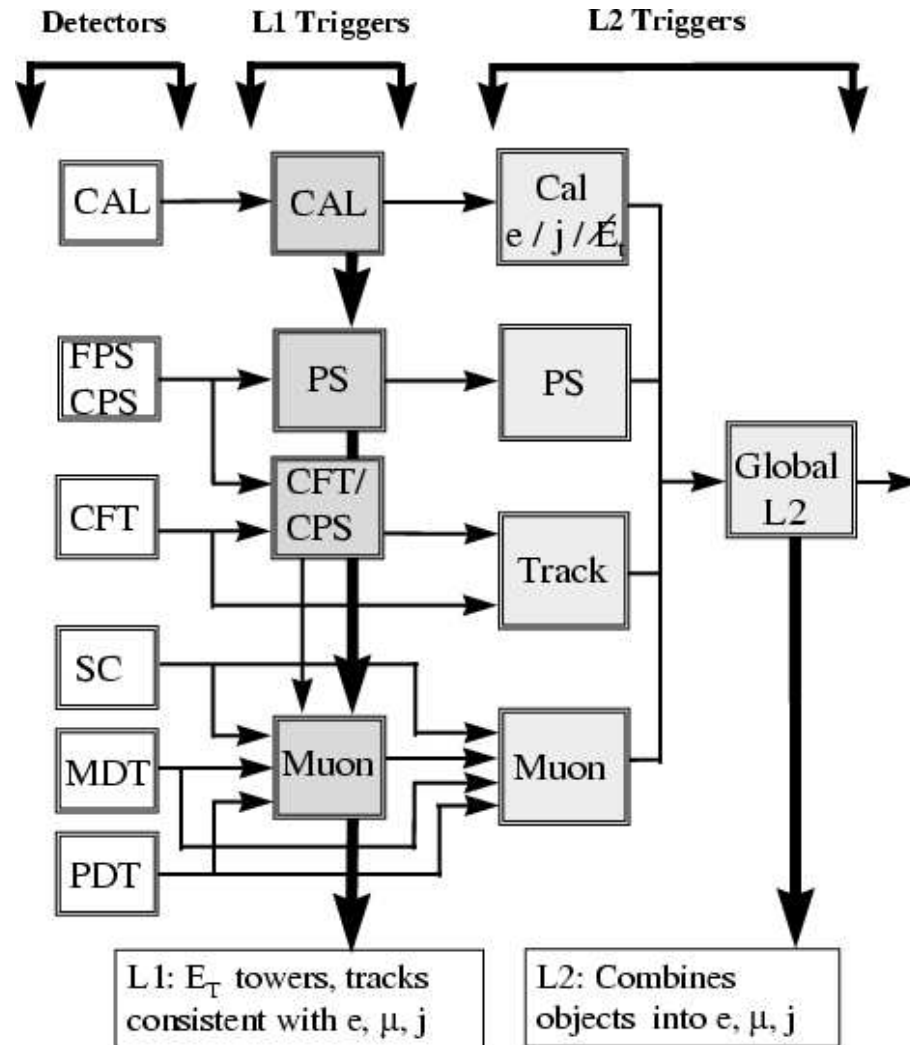 Detectors L1 Triggers L2 Triggers
CAL
CAL
Cal
e / j / E̸t
FPS
CPS
PS
PS
CFT
CFT/
CPS
Track
Global
L2
SC
MDT
PDT
Muon
Muon
L1: ET towers, tracks
consistent with e, μ, j
L2: Combines
objects into e, μ, j